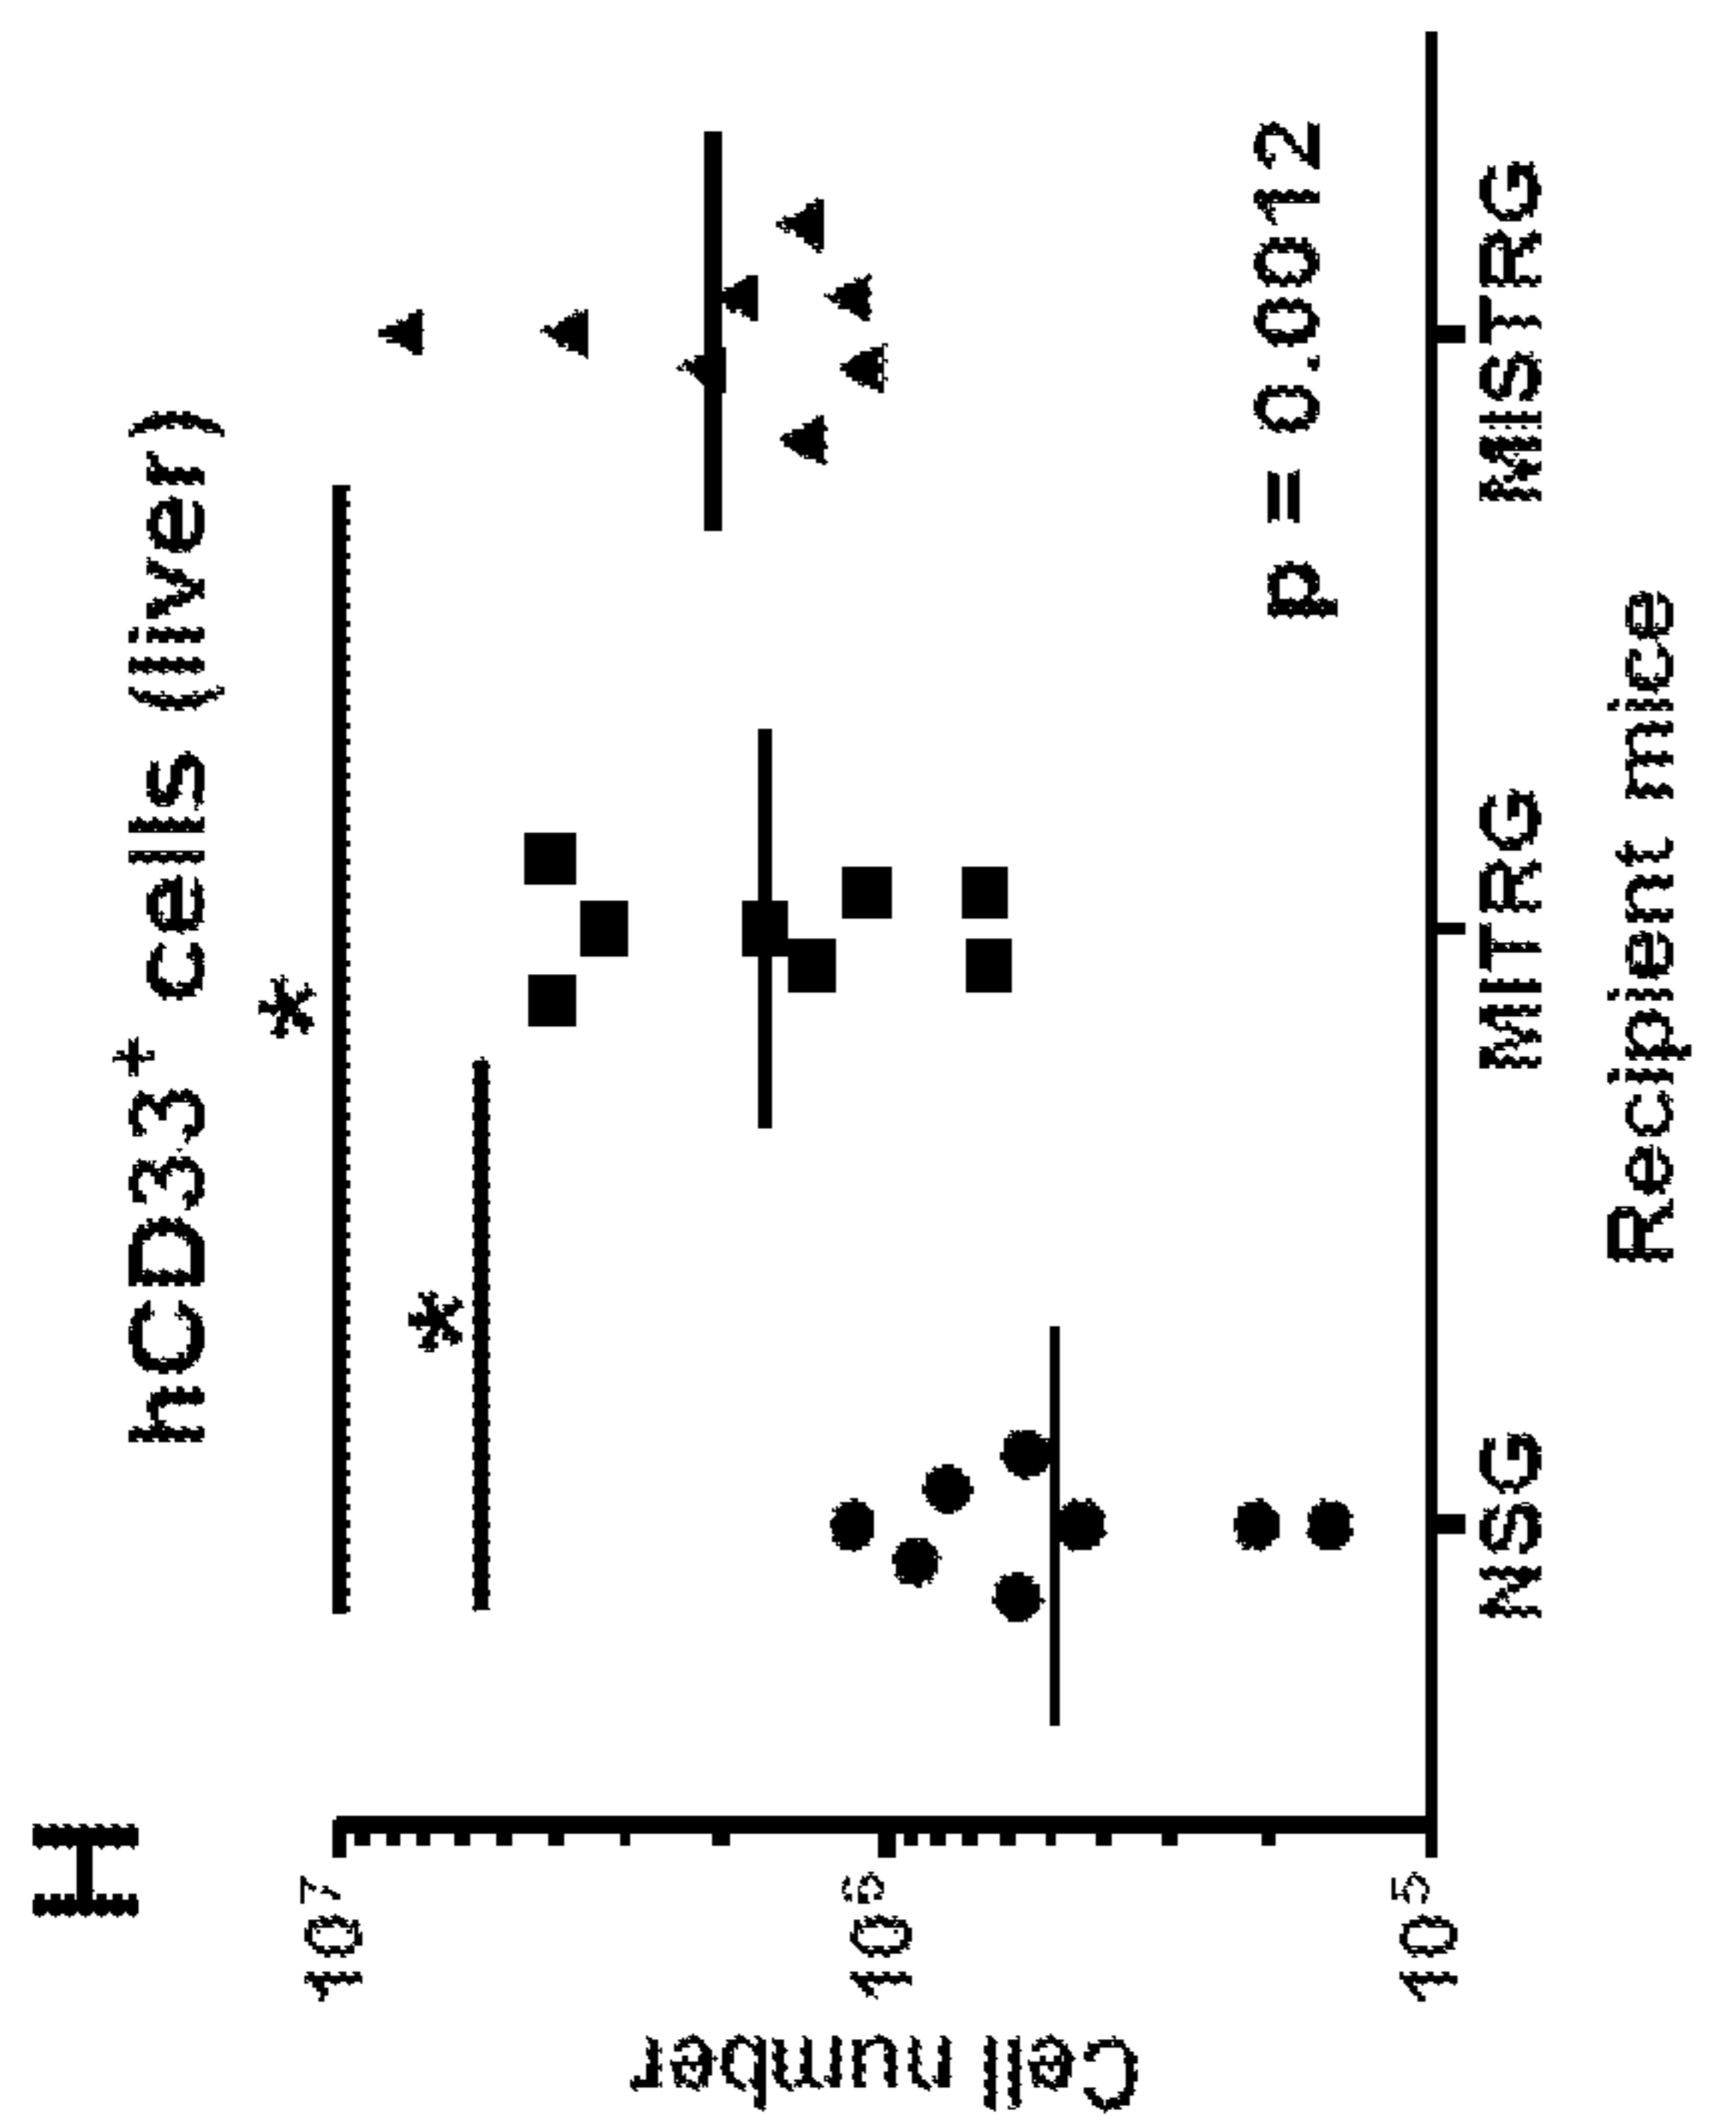 H
hCD33⁺ cells (liver)
*
*
10⁷
10⁶
10⁵
Cell number
p = 0.0012
NSG MITRG MISTRG
Recipient mice